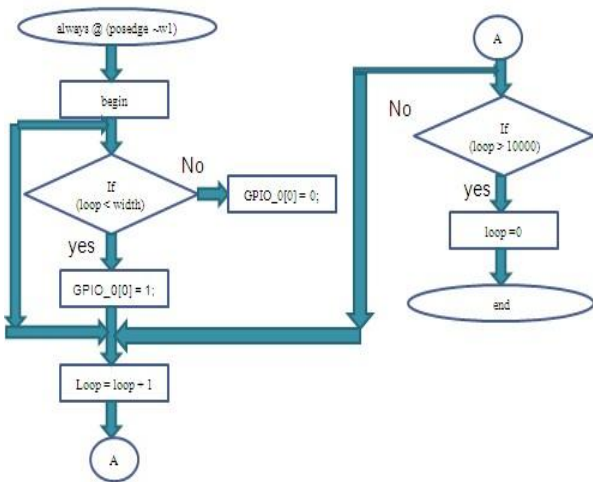 always @ (posedge ~w1)
begin
If
(loop < width)
No
GPIO_0[0] = 0;
yes
GPIO_0[0] = 1;
Loop = loop + 1
A
A
No
If
(loop > 10000)
yes
loop =0
end